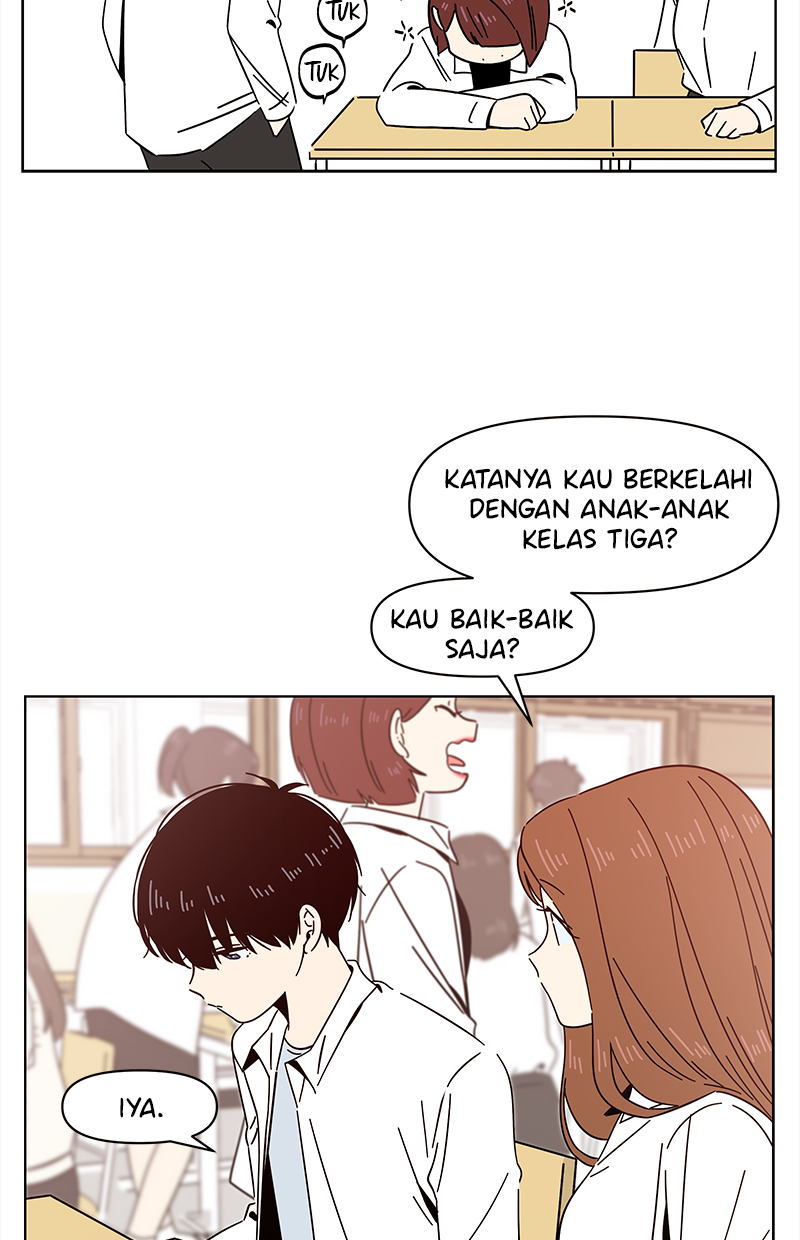 TUK
TUK
KATANYA KAU BERKELAHI
DENGAN ANAK-ANAK
KELAS TIGA?
KAU BAIK-BAIK
SAJA?
IYA.